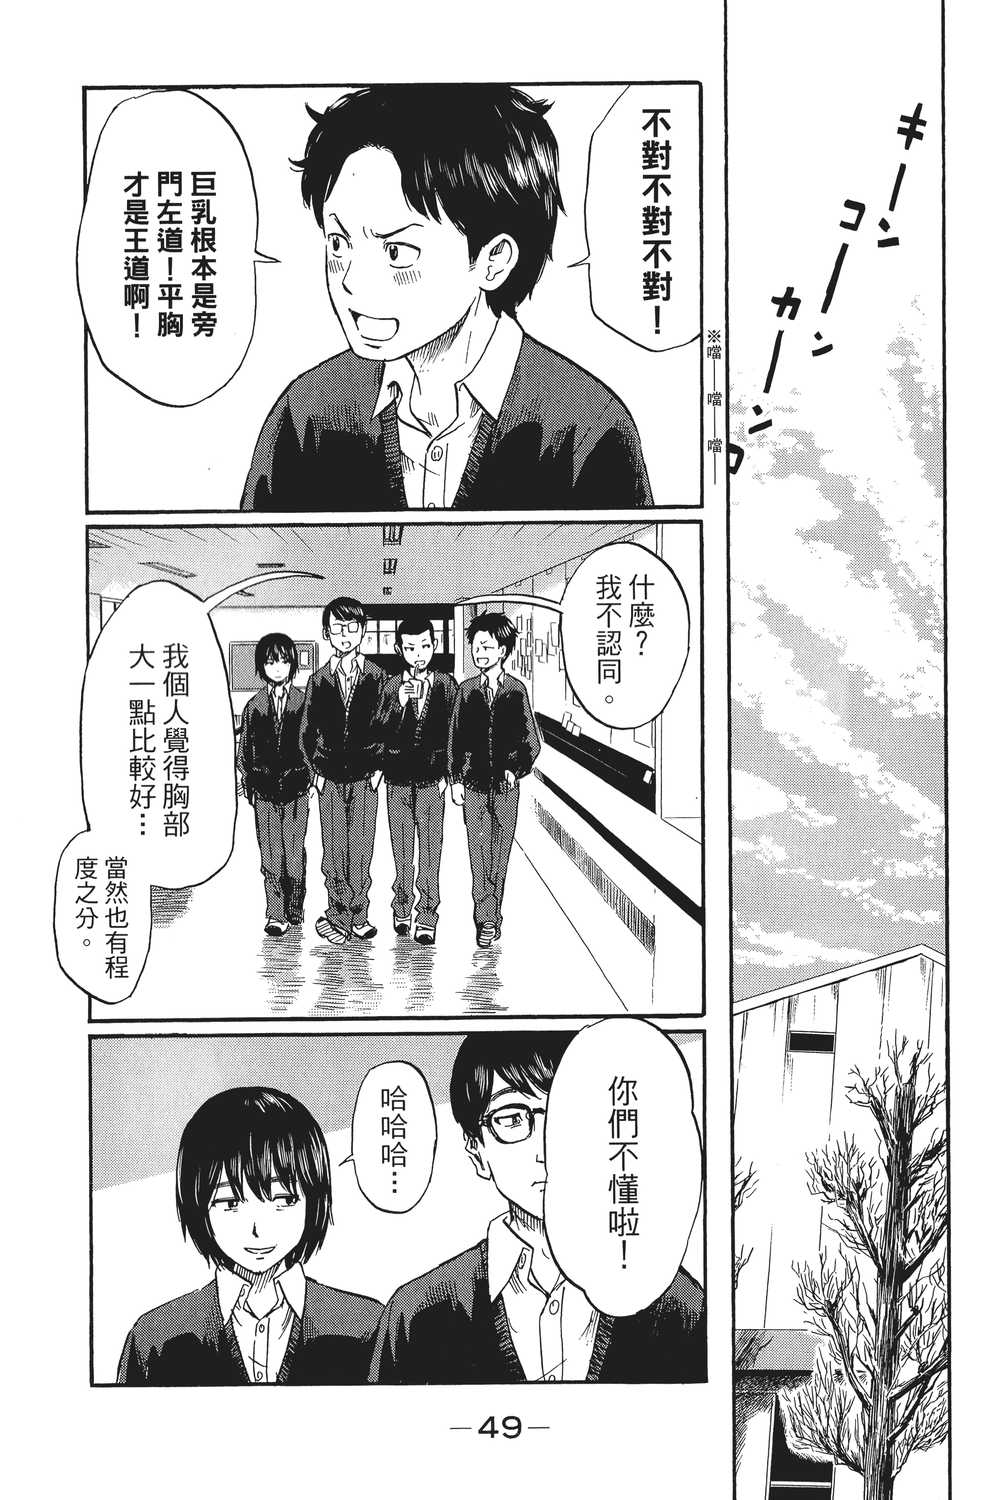 キーンコーンカーンカ
※噹——噹 噹——
不對不對不對！
巨乳根本是旁
門左道！平胸
才是王道啊！
什麼？
我不認同。
我個人覺得胸部
大一點比較好…
當然也有程
度之分。
你們不懂啦！
哈哈哈…
—49—